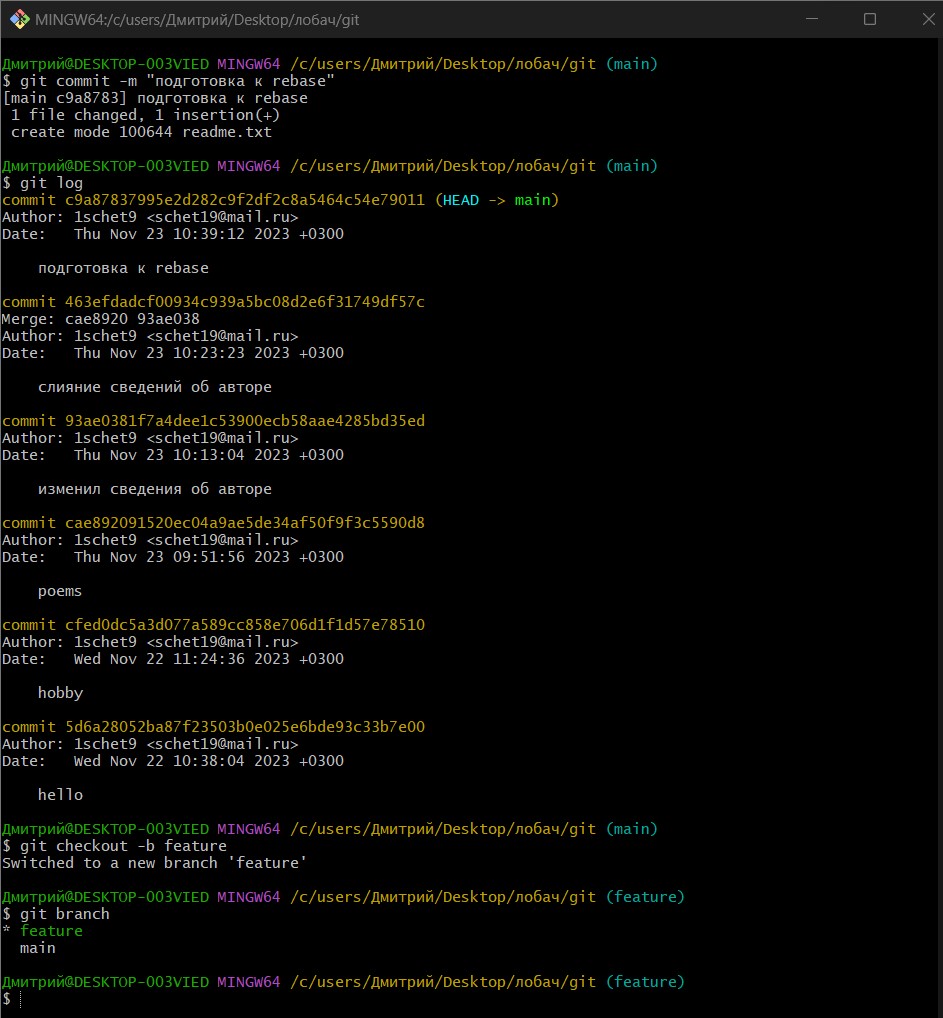 MINGW64:/c/users/Дмитрий/Desktop/лобач/git
Дмитрий@DESKTOP-OO3VIED MINGW64 /c/users/Дмитрий/Desktop/лобач/git (main)
$ git commit -m "подготовка к rebase"
[main c9a8783] подготовка к rebase
 1 file changed, 1 insertion(+)
 create mode 100644 readme.txt
Дмитрий@DESKTOP-OO3VIED MINGW64 /c/users/Дмитрий/Desktop/лобач/git (main)
$ git log
commit c9a87837995e2d282c9f2df2c8a5464c54e79011 (HEAD -> main)
Author: 1schet9 <schet19@mail.ru>
Date:   Thu Nov 23 10:39:12 2023 +0300
    подготовка к rebase
commit 463efdadcf00934c939a5bc08d2e6f31749df57c
Merge: cae8920 93ae038
Author: 1schet9 <schet19@mail.ru>
Date:   Thu Nov 23 10:23:23 2023 +0300
    слияние сведений об авторе
commit 93ae0381f7a4dee1c53900ecb58aae4285bd35ed
Author: 1schet9 <schet19@mail.ru>
Date:   Thu Nov 23 10:13:04 2023 +0300
    изменил сведения об авторе
commit cae892091520ec04a9ae5de34af50f9f3c5590d8
Author: 1schet9 <schet19@mail.ru>
Date:   Thu Nov 23 09:51:56 2023 +0300
    poems
commit cfed0dc5a3d077a589cc858e706d1f1d57e78510
Author: 1schet9 <schet19@mail.ru>
Date:   Wed Nov 22 11:24:36 2023 +0300
    hobby
commit 5d6a28052ba87f23503b0e025e6bde93c33b7e00
Author: 1schet9 <schet19@mail.ru>
Date:   Wed Nov 22 10:38:04 2023 +0300
    hello
Дмитрий@DESKTOP-OO3VIED MINGW64 /c/users/Дмитрий/Desktop/лобач/git (main)
$ git checkout -b feature
Switched to a new branch 'feature'
Дмитрий@DESKTOP-OO3VIED MINGW64 /c/users/Дмитрий/Desktop/лобач/git (feature)
$ git branch
* feature
  main
Дмитрий@DESKTOP-OO3VIED MINGW64 /c/users/Дмитрий/Desktop/лобач/git (feature)
$